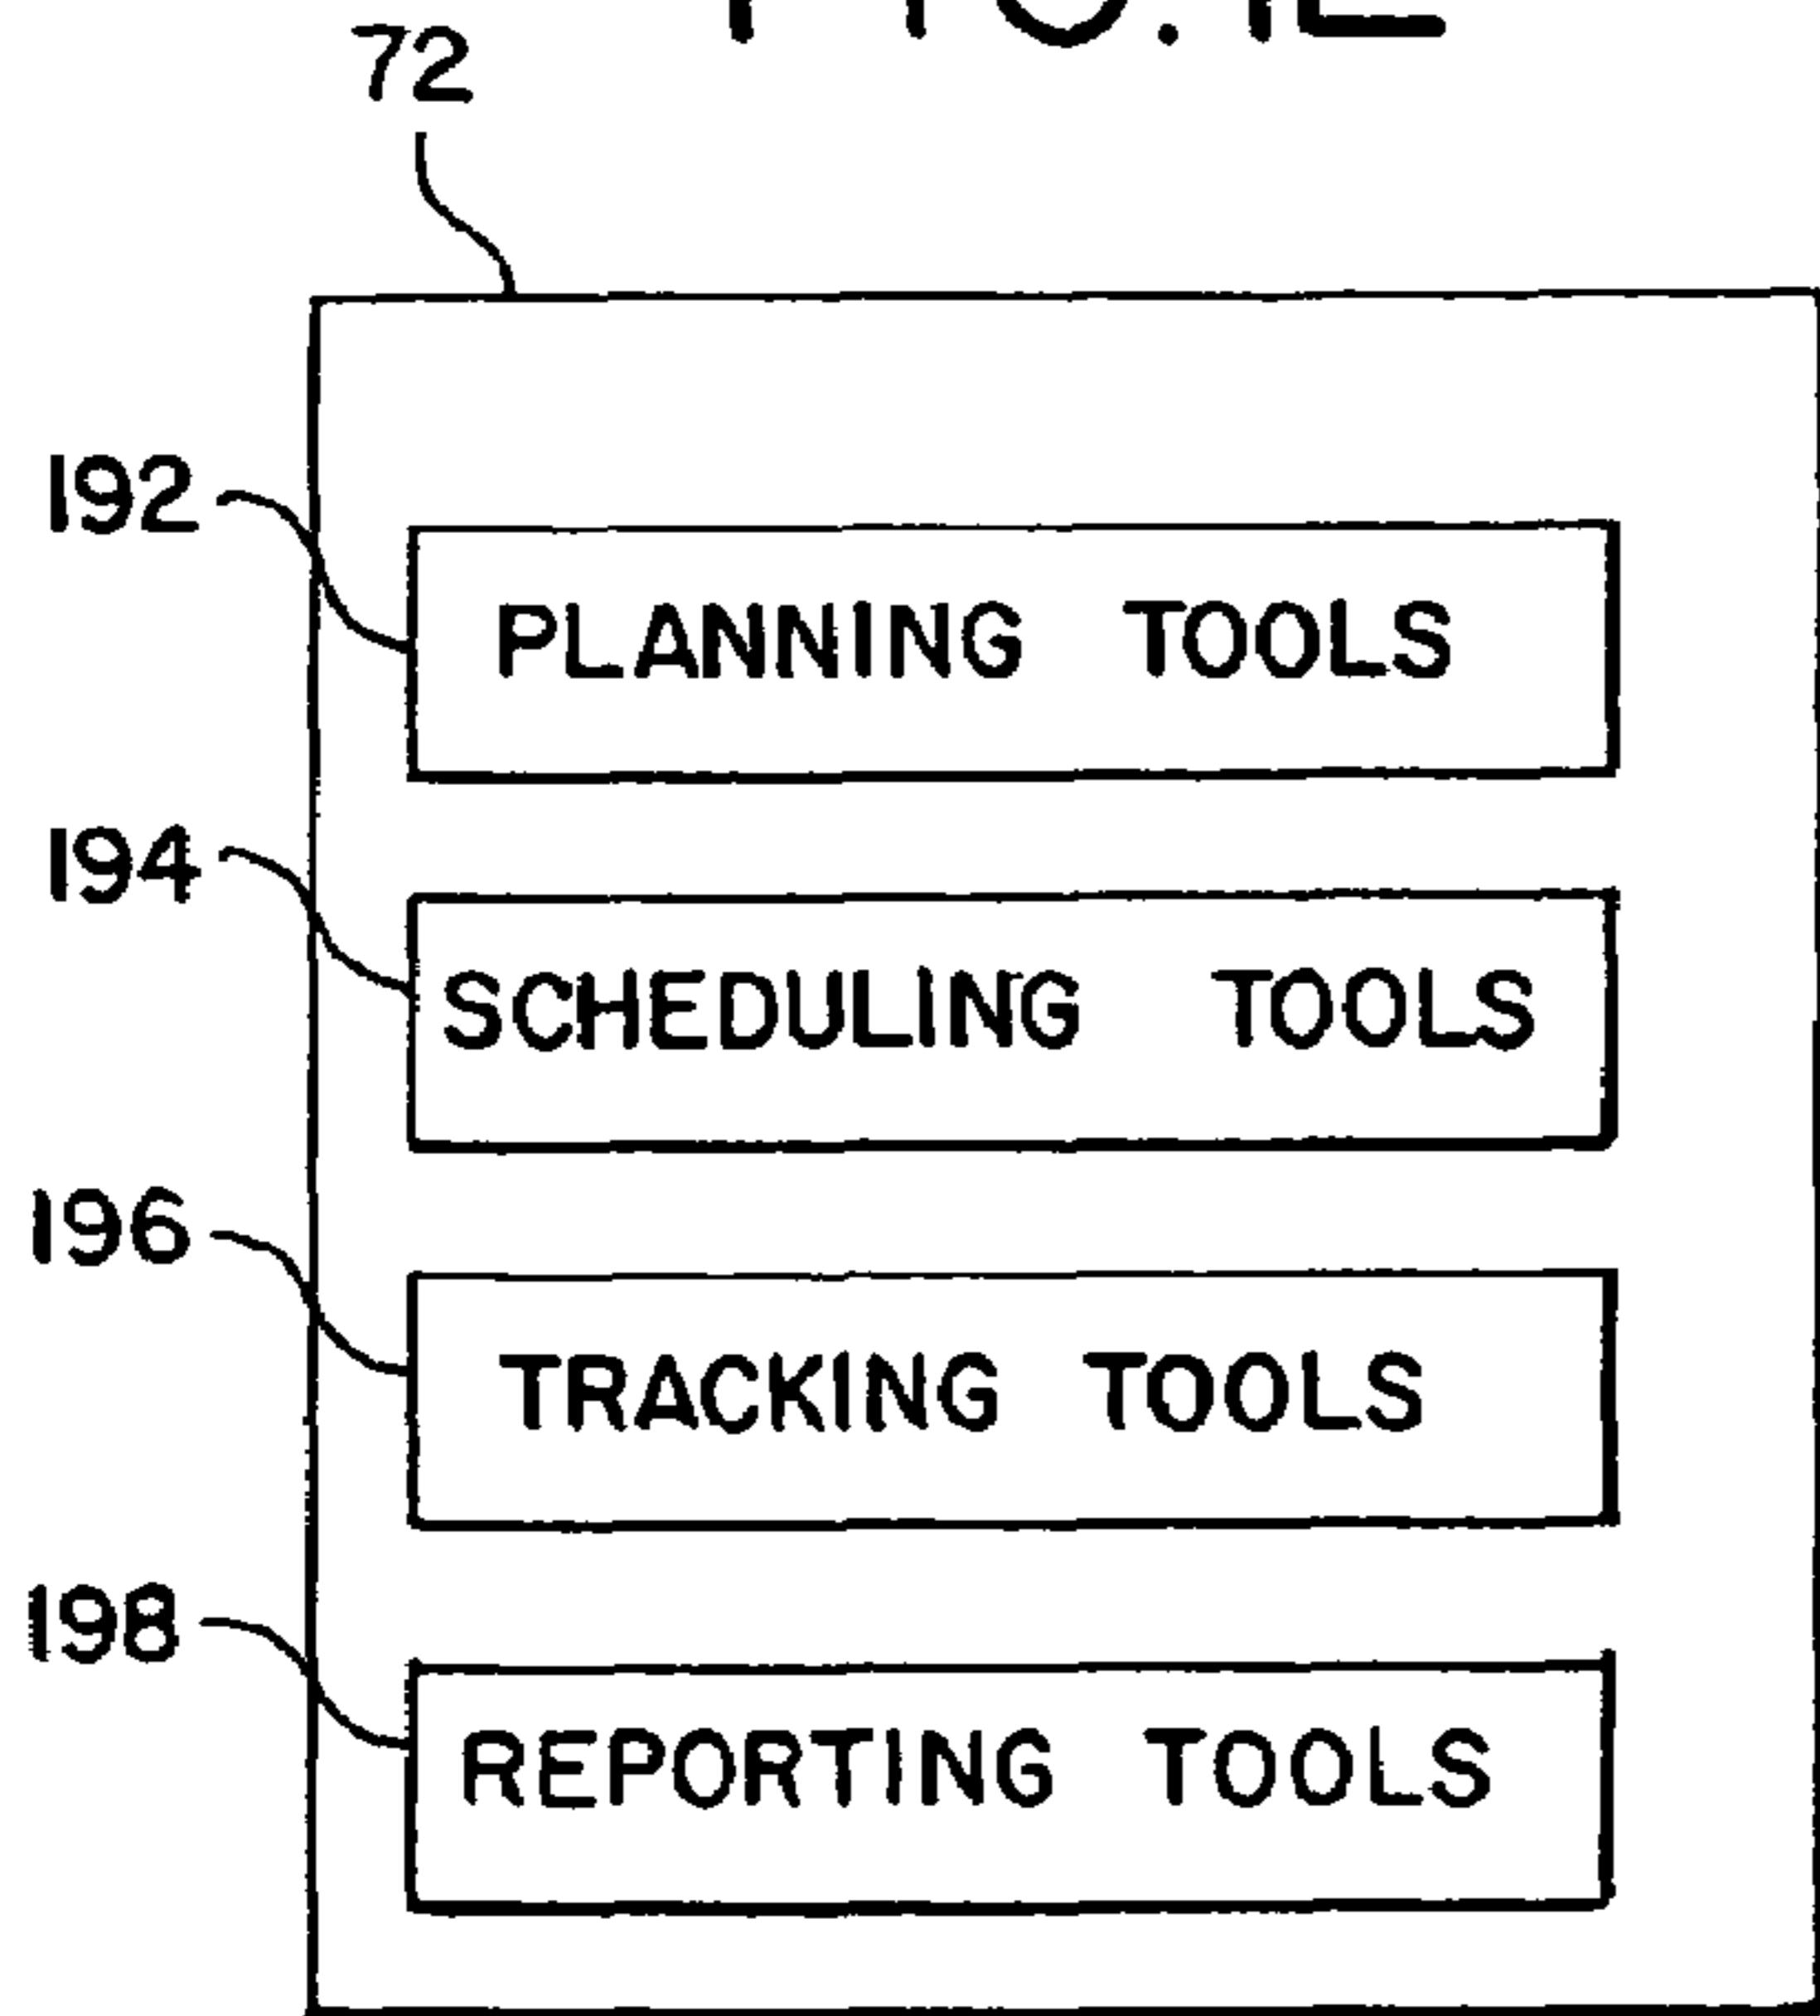 72
192
PLANNING TOOLS
194
SCHEDULING TOOLS
196
TRACKING TOOLS
198
REPORTING TOOLS